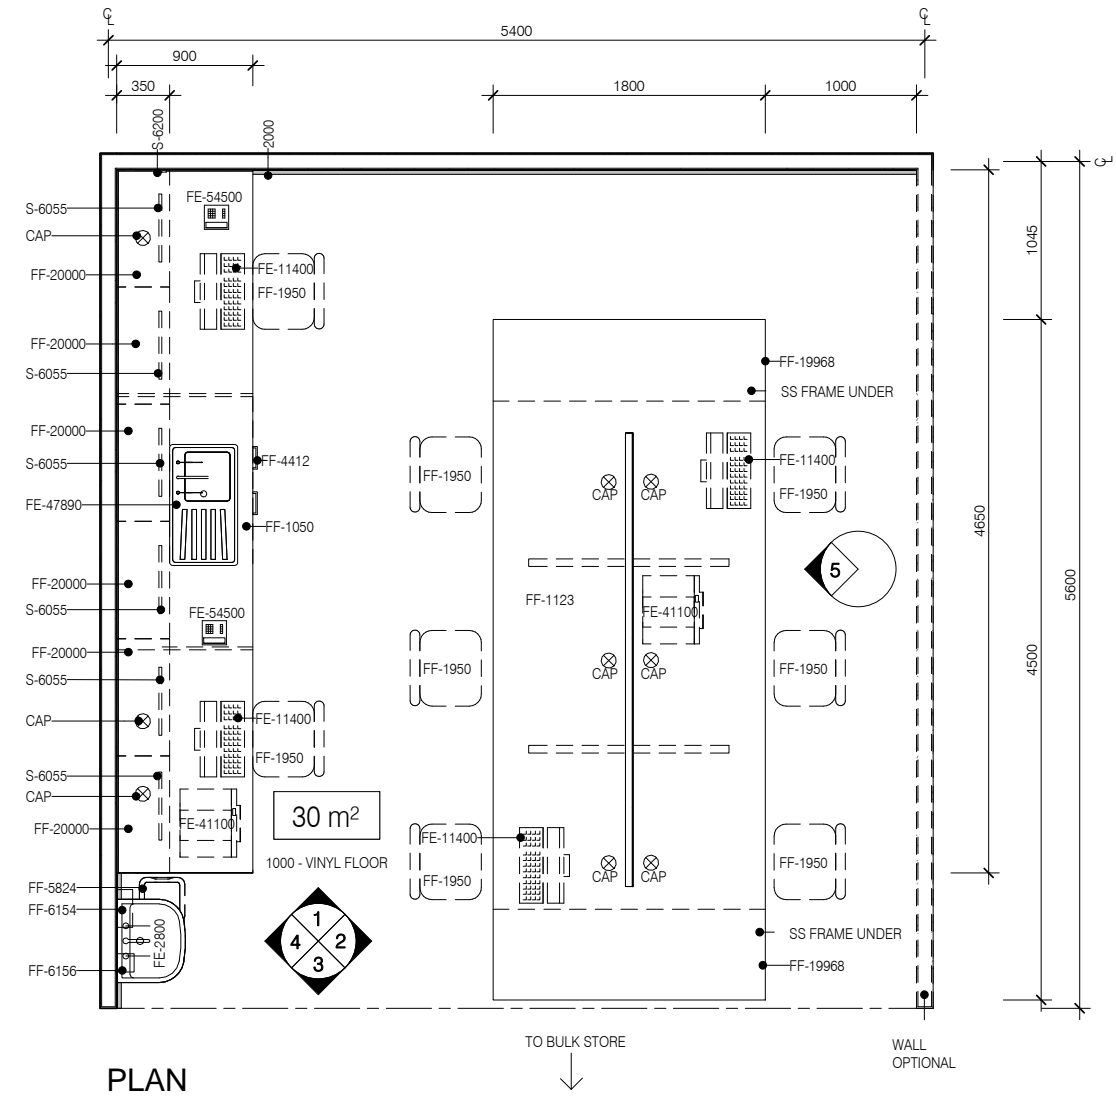 ℄
℄
5400
900
350
1800
1000
S-6200
2000
℄
FE-54500
S-6055
CAP
1045
FF-20000
FE-11400
FF-1950
FF-20000
FF-19968
S-6055
SS FRAME UNDER
FF-20000
S-6055
FF-4412
FF-1950
FE-11400
FF-1950
CAP
CAP
FE-47890
FF-1050
4650
5
5600
FF-20000
FF-1123
S-6055
FE-54500
FE-41100
4500
FF-20000
FF-1950
CAP
CAP
FF-1950
S-6055
CAP
FE-11400
FF-1950
S-6055
CAP
FE-41100
30 m²
FF-20000
FE-11400
1000 - VINYL FLOOR
FF-1950
CAP
CAP
FF-1950
FF-5824
FF-6154
1
4
2
3
FE-2800
SS FRAME UNDER
FF-6156
FF-19968
TO BULK STORE
WALL
OPTIONAL
PLAN